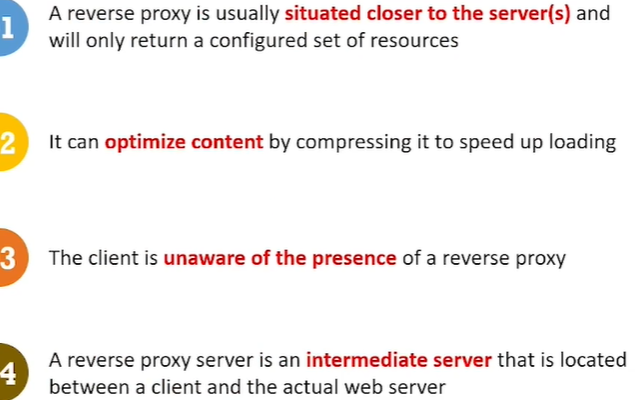 1
A reverse proxy is usually situated closer to the server(s) and
will only return a configured set of resources
2
It can optimize content by compressing it to speed up loading
3
The client is unaware of the presence of a reverse proxy
4
A reverse proxy server is an intermediate server that is located
between a client and the actual web server